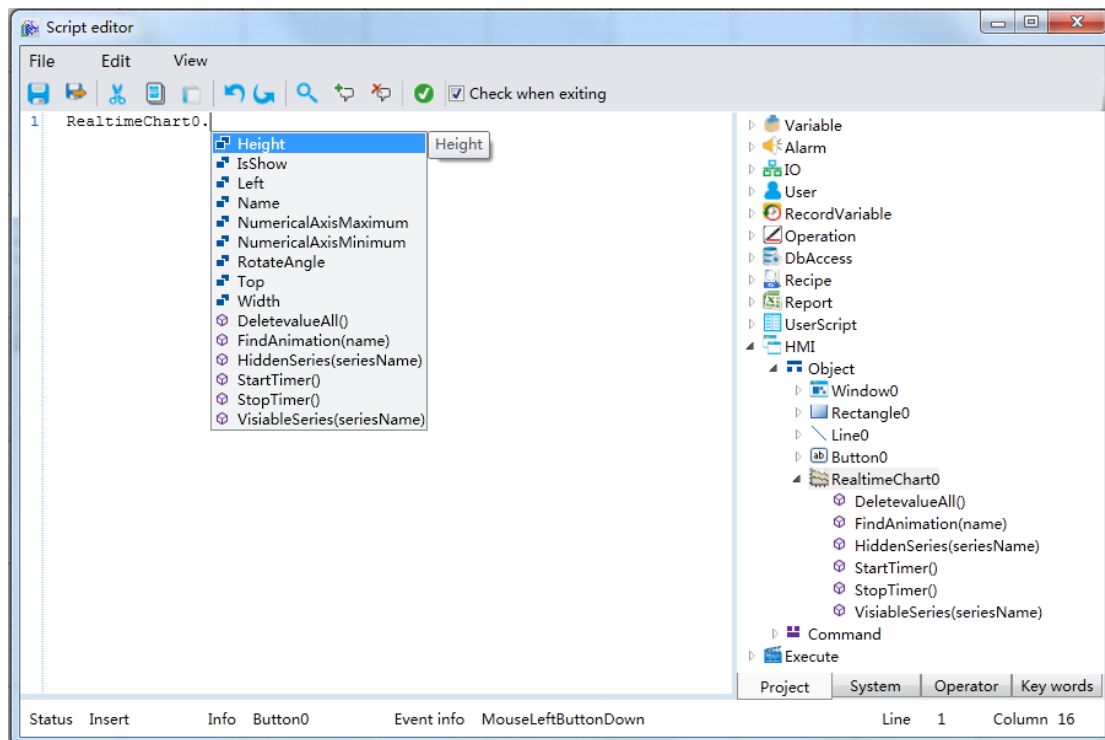 Script editor
File Edit View
Check when exiting
1 RealtimeChart0.
Height
IsShow
Left
Name
NumericalAxisMaximum
NumericalAxisMinimum
RotateAngle
Top
Width
DeletevalueAll()
FindAnimation(name)
HiddenSeries(seriesName)
StartTimer()
StopTimer()
VisiableSeries(seriesName)
Height
Variable
Alarm
IO
User
RecordVariable
Operation
DbAccess
Recipe
Report
UserScript
HMI
Object
Window0
Rectangle0
Line0
ab Button0
RealtimeChart0
DeletevalueAll()
FindAnimation(name)
HiddenSeries(seriesName)
StartTimer()
StopTimer()
VisiableSeries(seriesName)
Command
Execute
Project System Operator Key words
Status Insert Info Button0 Event info MouseLeftButtonDown Line 1 Column 16